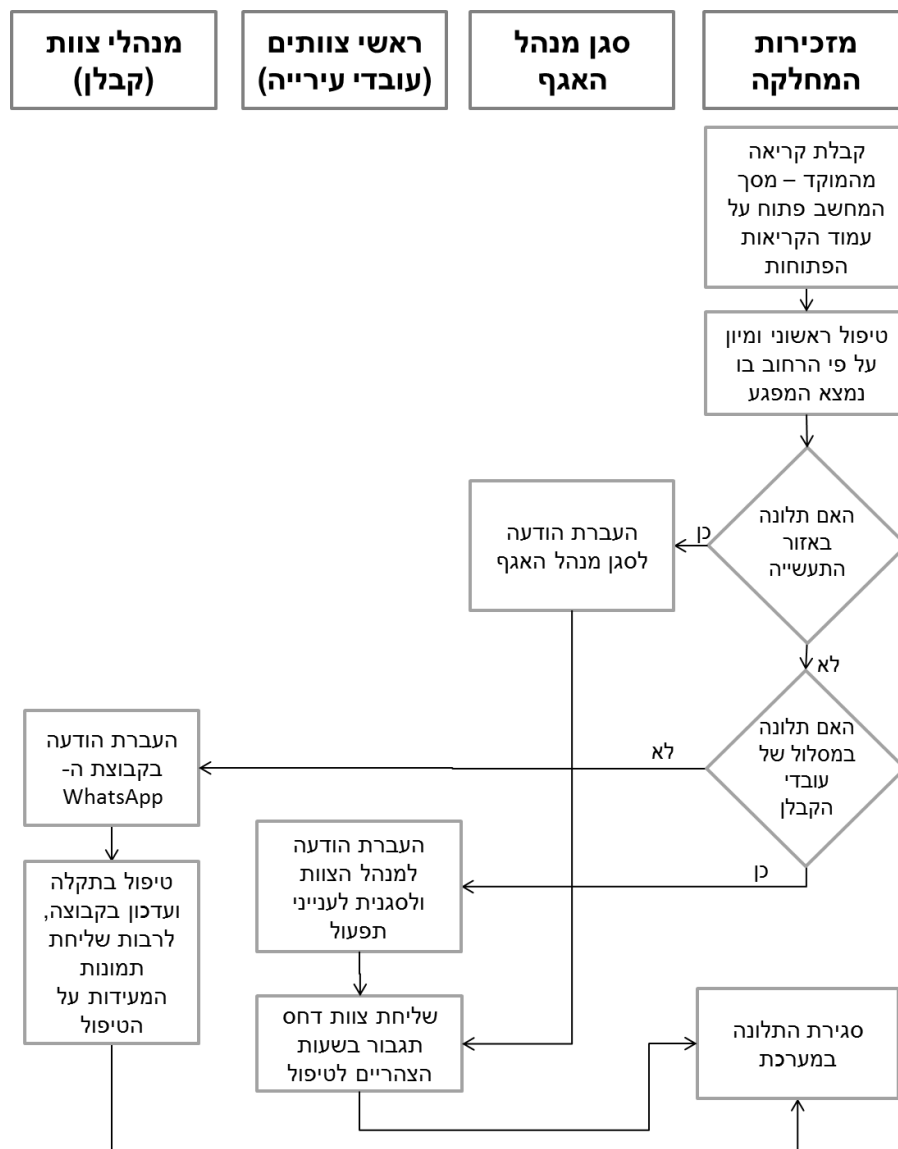 מזכירות
המחלקה
סגן מנהל
האגף
ראשי צוותים
(עובדי עירייה)
מנהלי צוות
(קבלן)
קבלת קריאה
מהמוקד – מסך
המחשב פתוח על
עמוד הקריאות
הפתוחות
טיפול ראשוני ומיון
על פי הרחוב בו
נמצא המפגע
האם תלונה
באזור
התעשייה
כן
העברת הודעה
לסגן מנהל האגף
לא
האם תלונה
במסלול של
עובדי
הקבלן
לא
העברת הודעה
בקבוצת ה-
WhatsApp
כן
העברת הודעה
למנהל הצוות
ולסגנית לענייני
תפעול
טיפול בתקלה
ועדכון בקבוצה,
לרבות שליחת
תמונות
המעידות על
הטיפול
שליחת צוות דחס
תגבור בשעות
הצהריים לטיפול
סגירת התלונה
במערכת